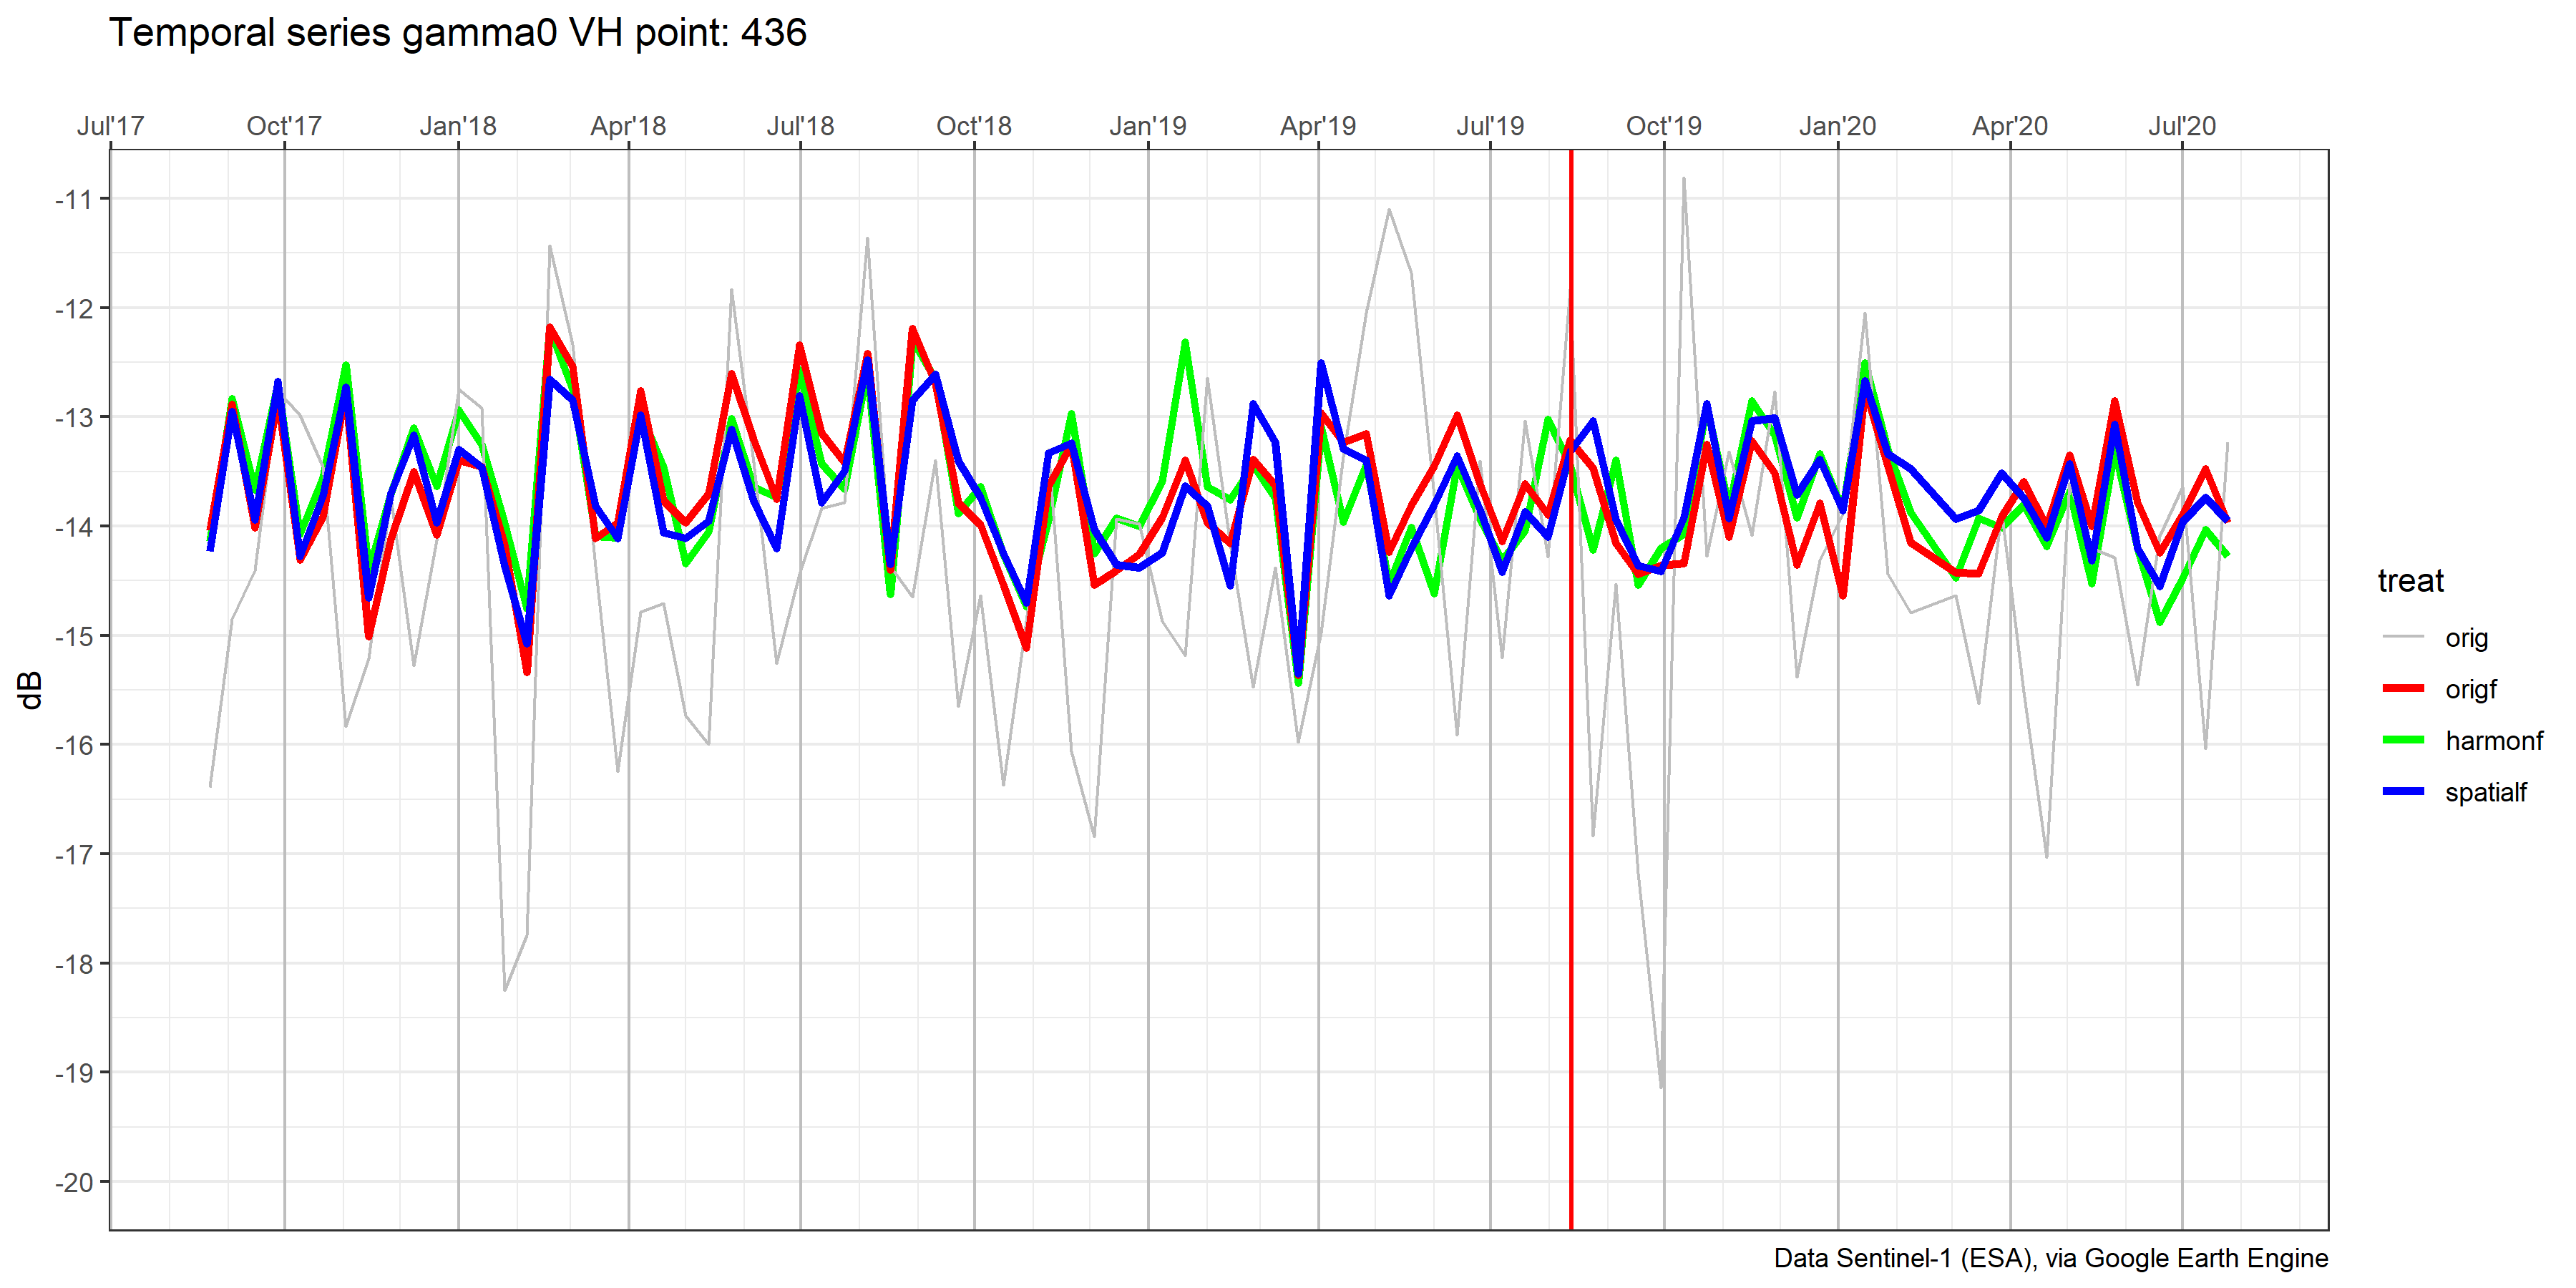 Temporal series gamma0 VH point: 436
Jul'17 Oct'17 Jan'18 Apr'18 Jul'18 Oct'18 Jan'19 Apr'19 Jul'19 Oct'19 Jan'20 Apr'20 Jul'20
-11
-12
-13
-14
-15
-16
-17
-18
-19
-20
dB
treat
orig
origf
harmonf
spatialf
Data Sentinel-1 (ESA), via Google Earth Engine